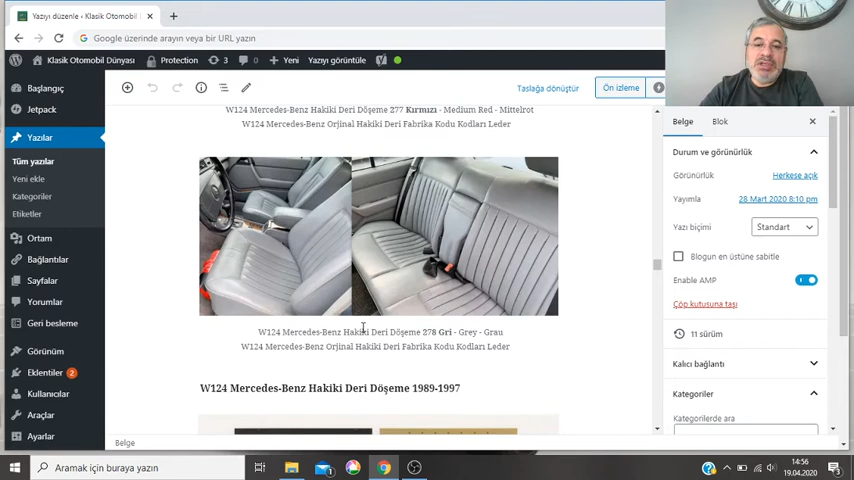 Yazıyı düzenle ‹ Klasik Otomobil
Google üzerinde arayın veya bir URL yazın
Klasik Otomobil Dünyası
Protection
3
0
Yeni
Yazıyı görüntüle
Başlangıç
Jetpack
Yazılar
Tüm yazılar
Yeni ekle
Kategoriler
Etiketler
Ortam
Bağlantılar
Sayfalar
Yorumlar
Geri besleme
Görünüm
Eklentiler 2
Kullanıcılar
Araçlar
Ayarlar
Taslağa dönüştür
Ön izleme
W124 Mercedes-Benz Hakiki Deri Döşeme 277 Kırmızı - Medium Red - Mittelrot
W124 Mercedes-Benz Orjinal Hakiki Deri Fabrika Kodu Kodları Leder
W124 Mercedes-Benz Hakiki Deri Döşeme 278 Gri - Grey - Grau
W124 Mercedes-Benz Orjinal Hakiki Deri Fabrika Kodu Kodları Leder
W124 Mercedes-Benz Hakiki Deri Döşeme 1989-1997
Belge
Belge
Blok
Durum ve görünürlük
Görünürlük
Herkese açık
Yayımla
28 Mart 2020 8:10 pm
Yazı biçimi
Standart
Blogun en üstüne sabitle
Enable AMP
Çöp kutusuna taşı
11 sürüm
Kalıcı bağlantı
Kategoriler
Kategorilerde ara
Aramak için buraya yazın
1
14:56
19.04.2020